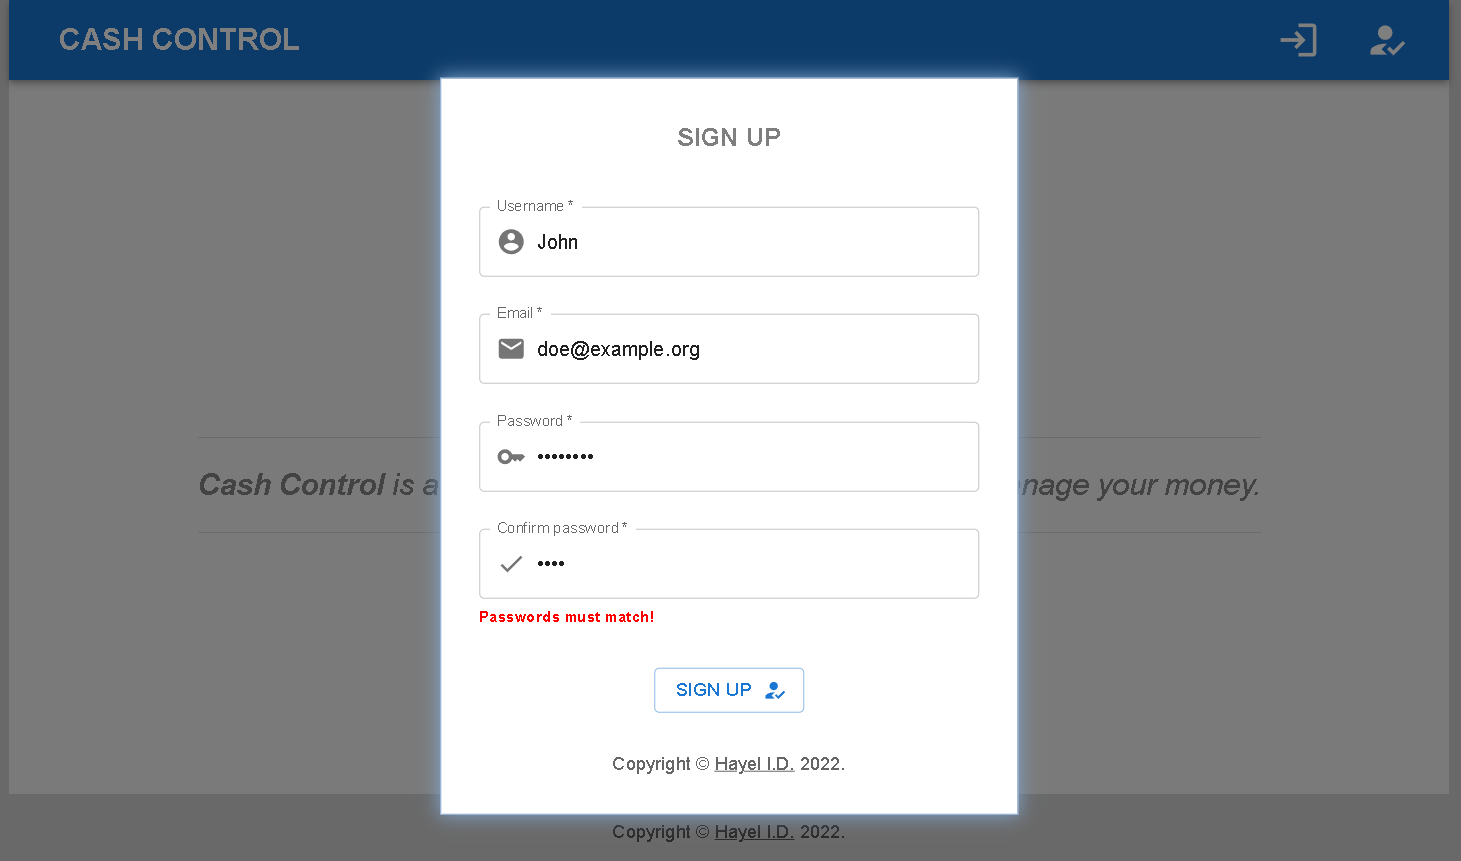 CASH CONTROL
SIGN UP
Username *
John
Email *
doe@example.org
Password *
••••••••
Confirm password *
••••
Passwords must match!
SIGN UP
Copyright © Hayel I.D. 2022.
Cash Control is a
nage your money.
Copyright © Hayel I.D. 2022.